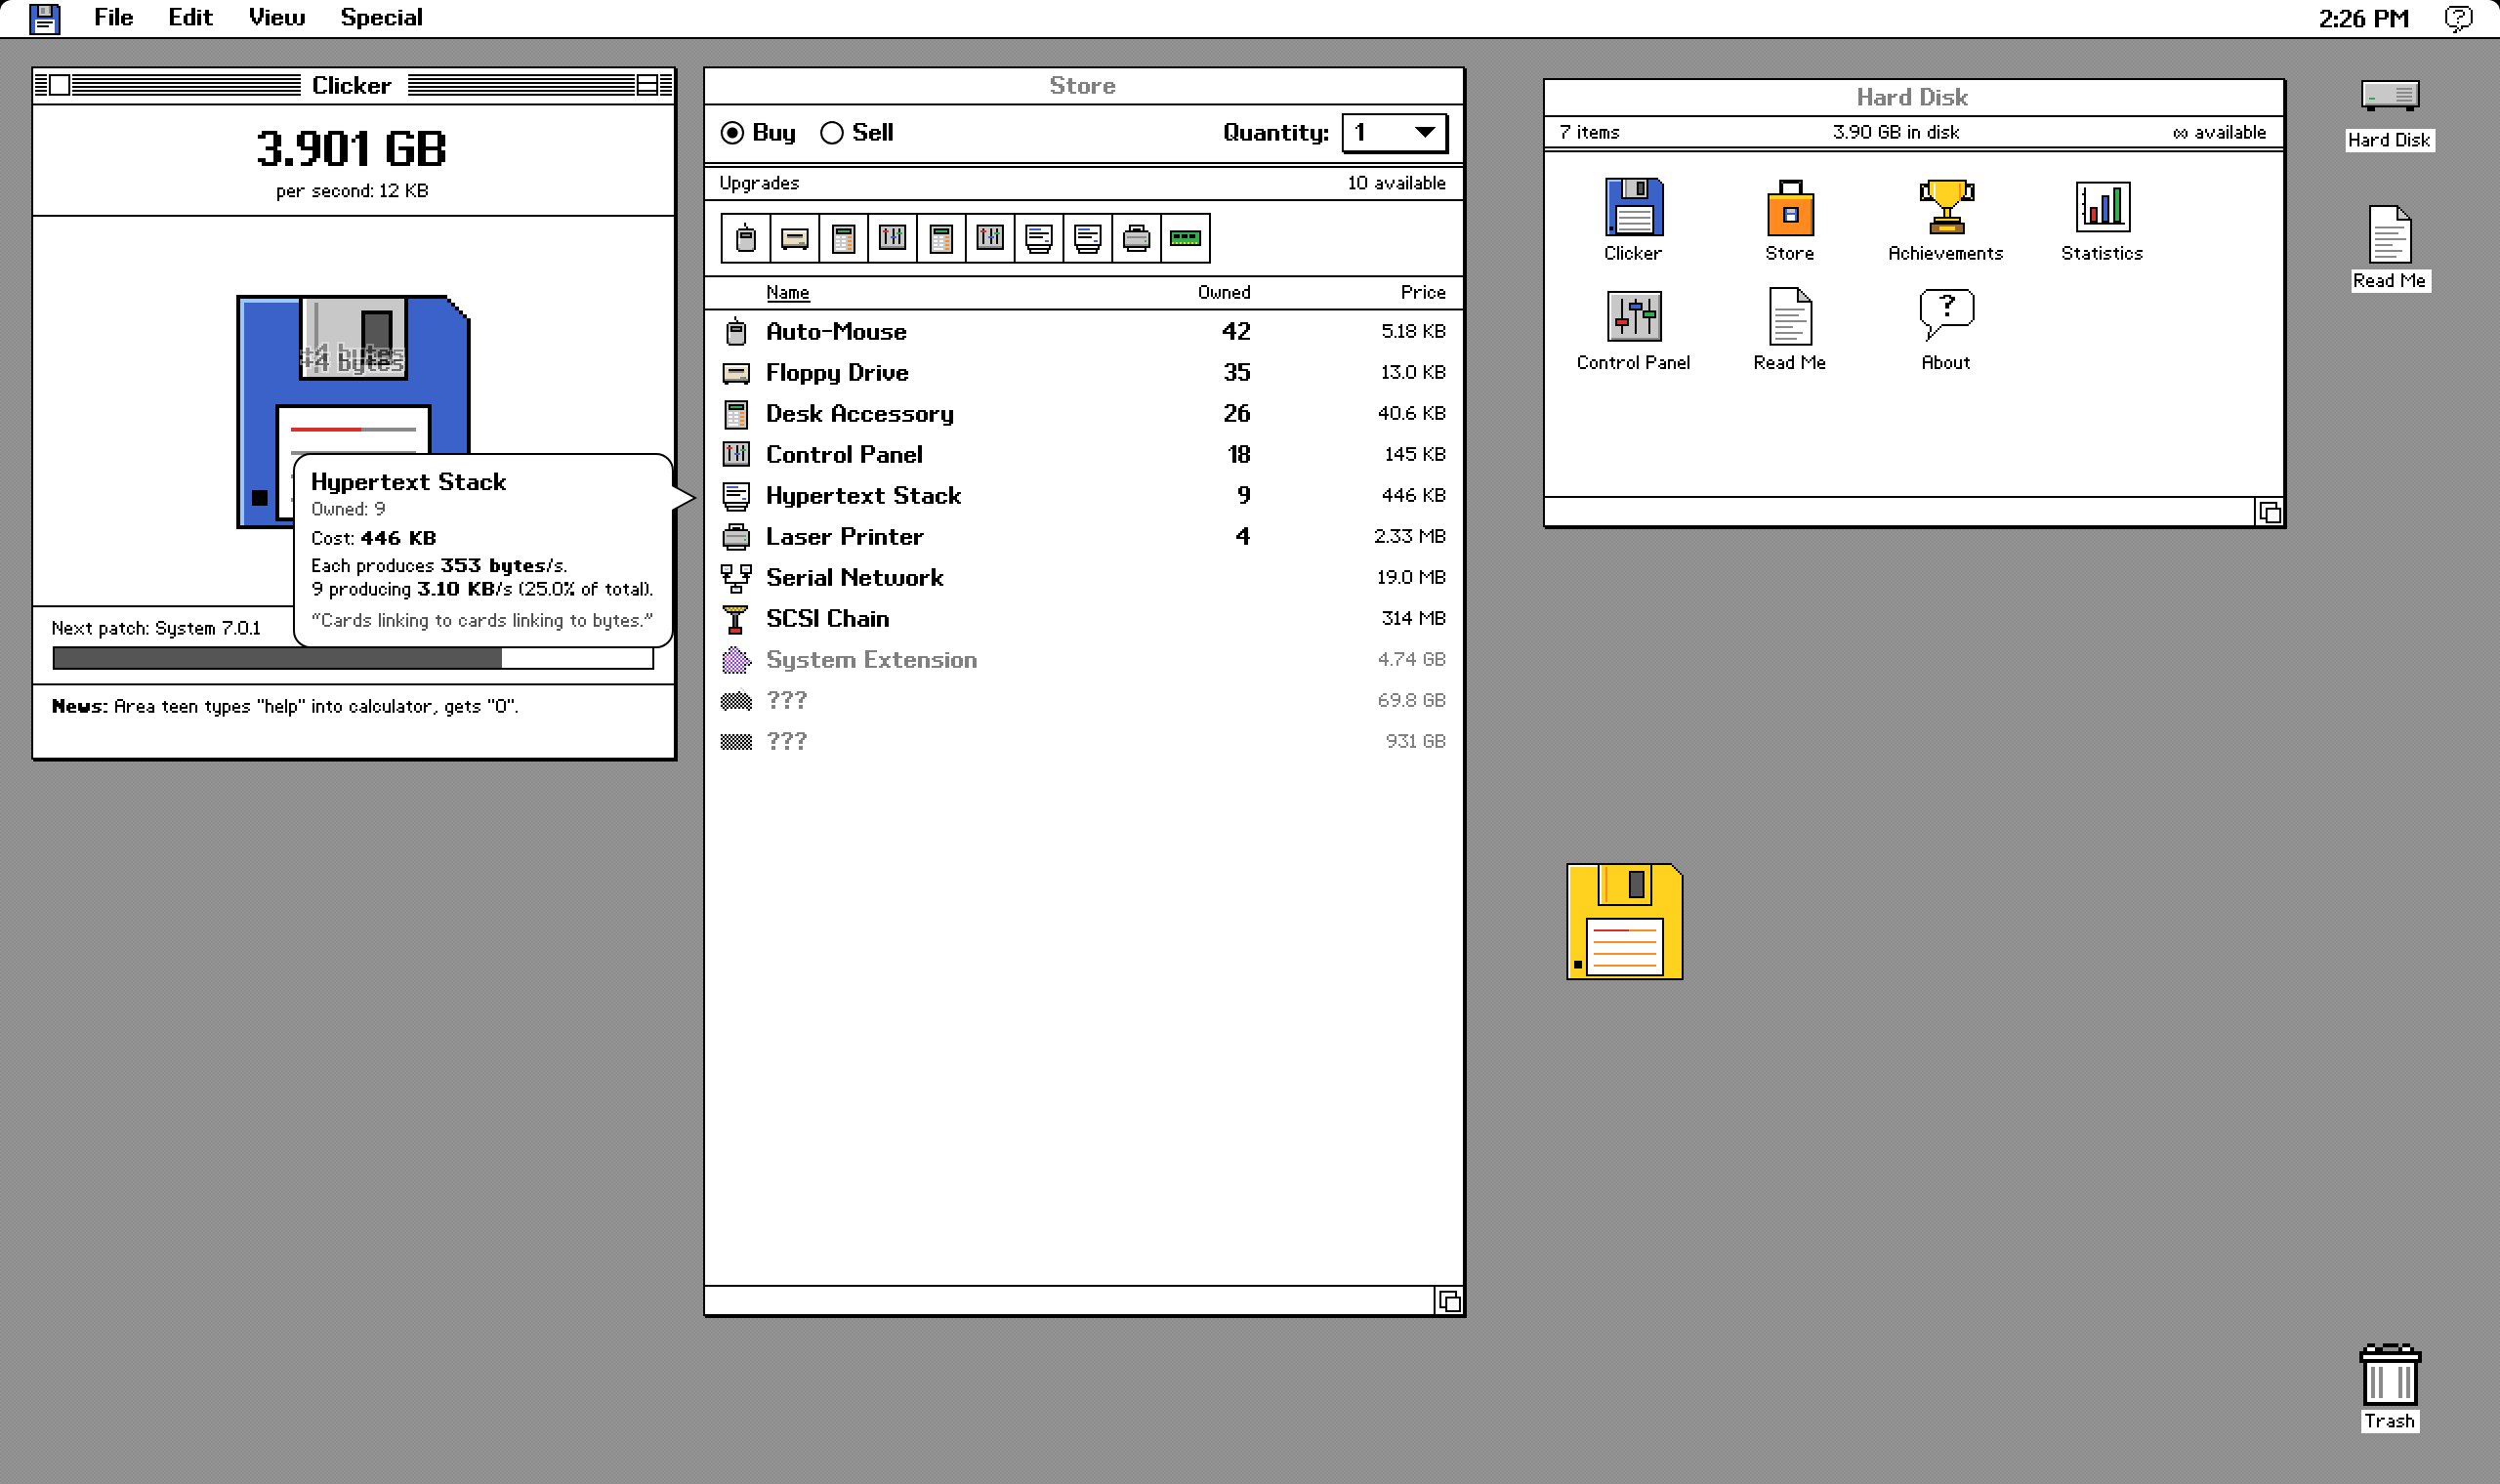 File Edit View Special 2:26 PM
Clicker
3.901 GB
per second: 12 KB
+4 bytes
+4 bytes
Hypertext Stack
Owned: 9
Cost: 446 KB
Each produces 353 bytes/s.
9 producing 3.10 KB/s (25.0% of total).
“Cards linking to cards linking to bytes.”
Next patch: System 7.0.1
News: Area teen types "help" into calculator, gets "0".
Store
Buy Sell Quantity: 1
Upgrades 10 available
Name Owned Price
Auto-Mouse 42 5.18 KB
Floppy Drive 35 13.0 KB
Desk Accessory 26 40.6 KB
Control Panel 18 145 KB
Hypertext Stack 9 446 KB
Laser Printer 4 2.33 MB
Serial Network 19.0 MB
SCSI Chain 314 MB
System Extension 4.74 GB
??? 69.8 GB
??? 931 GB
Hard Disk
7 items 3.90 GB in disk ∞ available
Clicker Store Achievements Statistics
Control Panel Read Me About
Hard Disk
Read Me
Trash